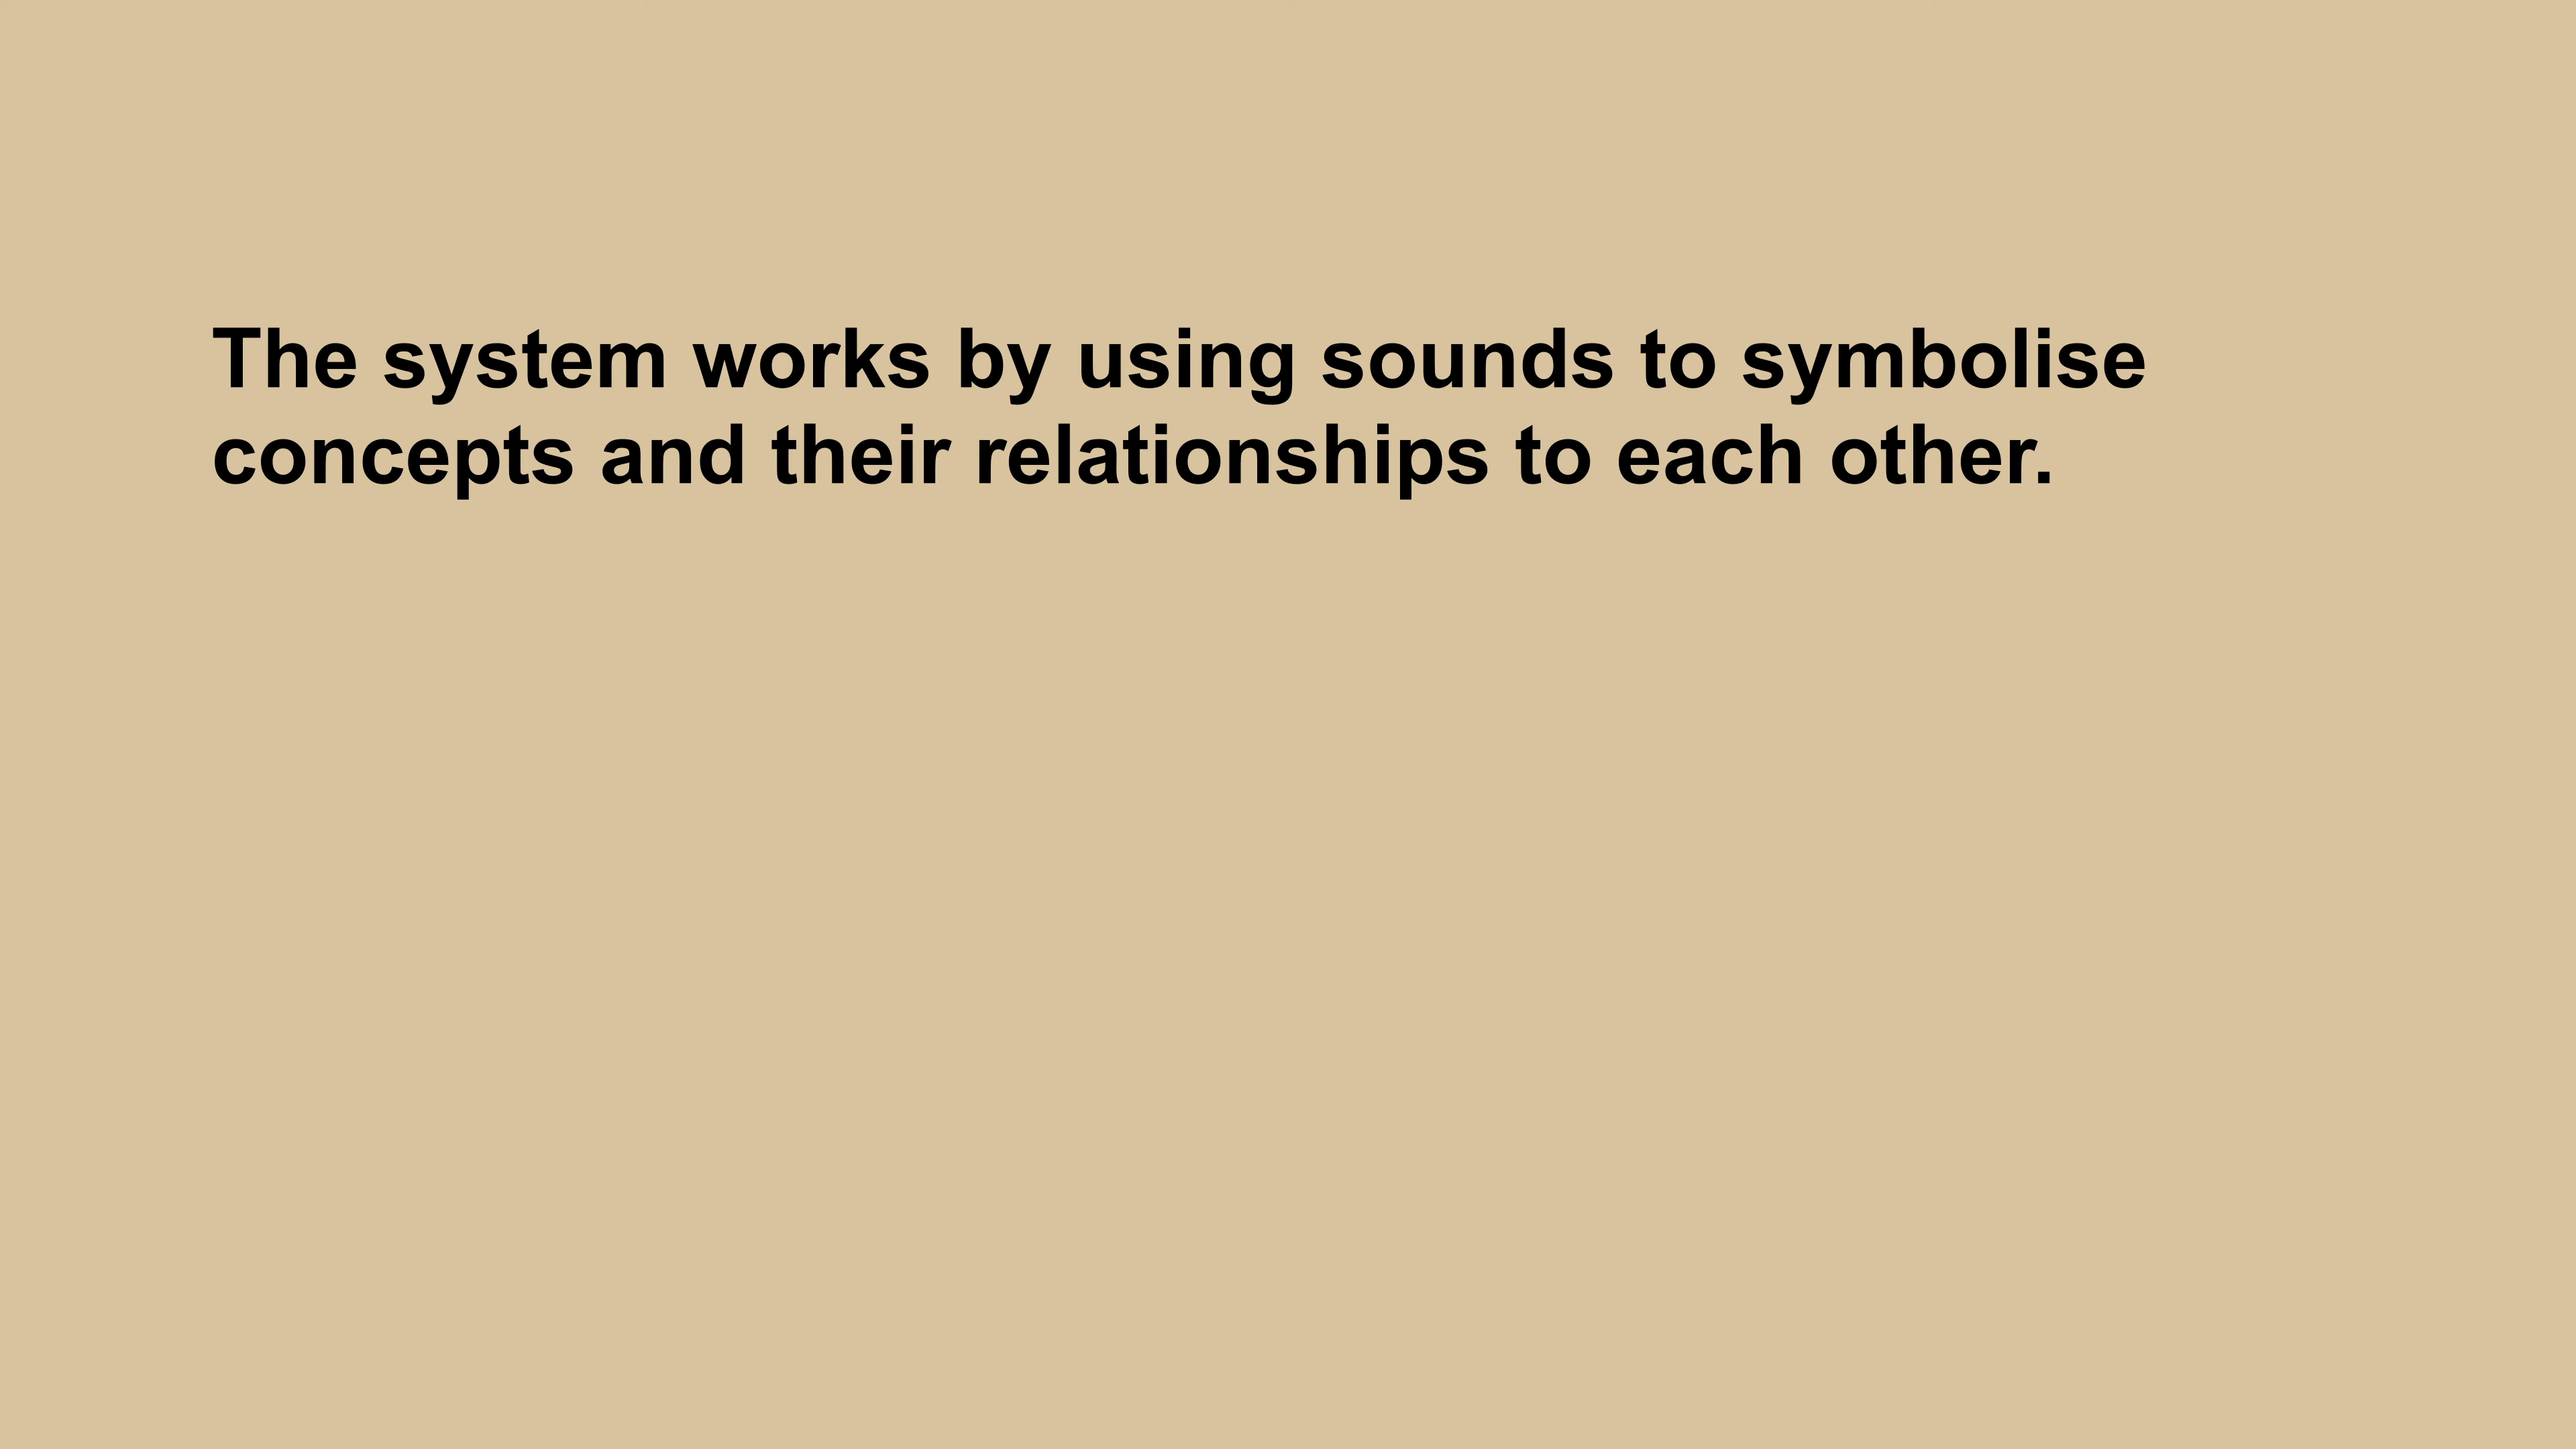 The system works by using sounds to symbolise
concepts and their relationships to each other.